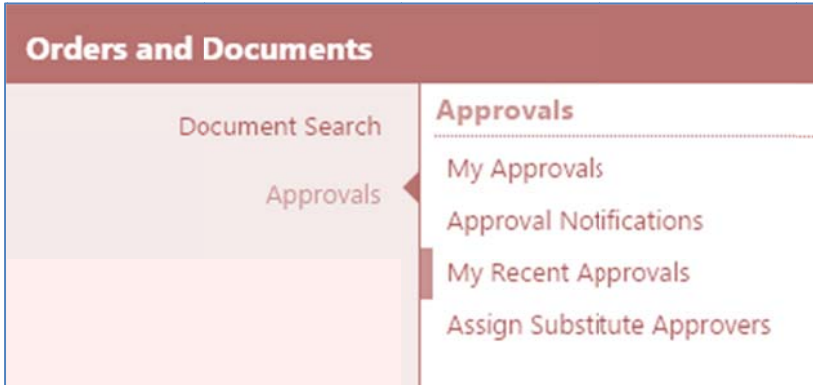 Orders and Documents
Document Search
Approvals
Approvals
My Approvals
Approval Notifications
My Recent Approvals
Assign Substitute Approvers